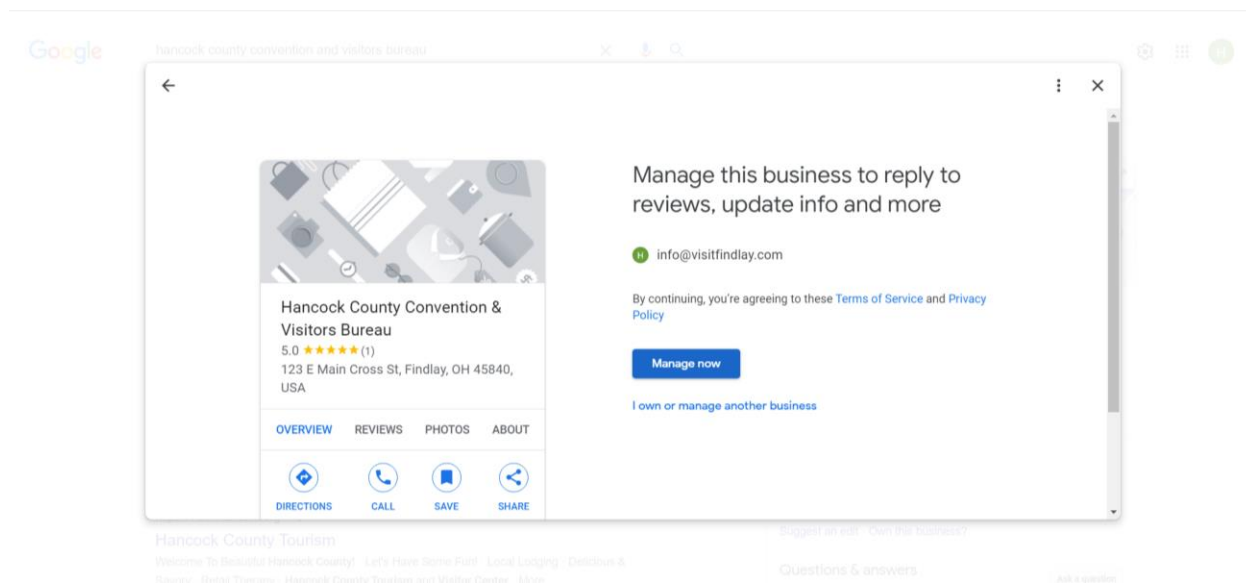 Google
hancock county convention and visitors bureau
H
Manage this business to reply to
reviews, update info and more
H info@visitfindlay.com
By continuing, you're agreeing to these Terms of Service and Privacy
Policy
Manage now
I own or manage another business
Hancock County Convention &
Visitors Bureau
5.0 ★★★★★ (1)
123 E Main Cross St, Findlay, OH 45840,
USA
OVERVIEW REVIEWS PHOTOS ABOUT
DIRECTIONS CALL SAVE SHARE
Hancock County Tourism
Welcome To Beautiful Hancock County! Let's Have Some Fun! Local Lodging
Hancock County Tourism and Visitor Center
Suggest an edit Own this business?
Questions & answers
Ask a question